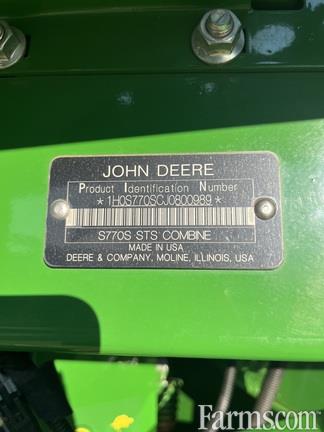 JOHN DEERE
Product Identification Number
*1H0S770SCJ0800989*
S770S STS COMBINE
MADE IN USA
DEERE & COMPANY, MOLINE, ILLINOIS, USA
Farms.com®